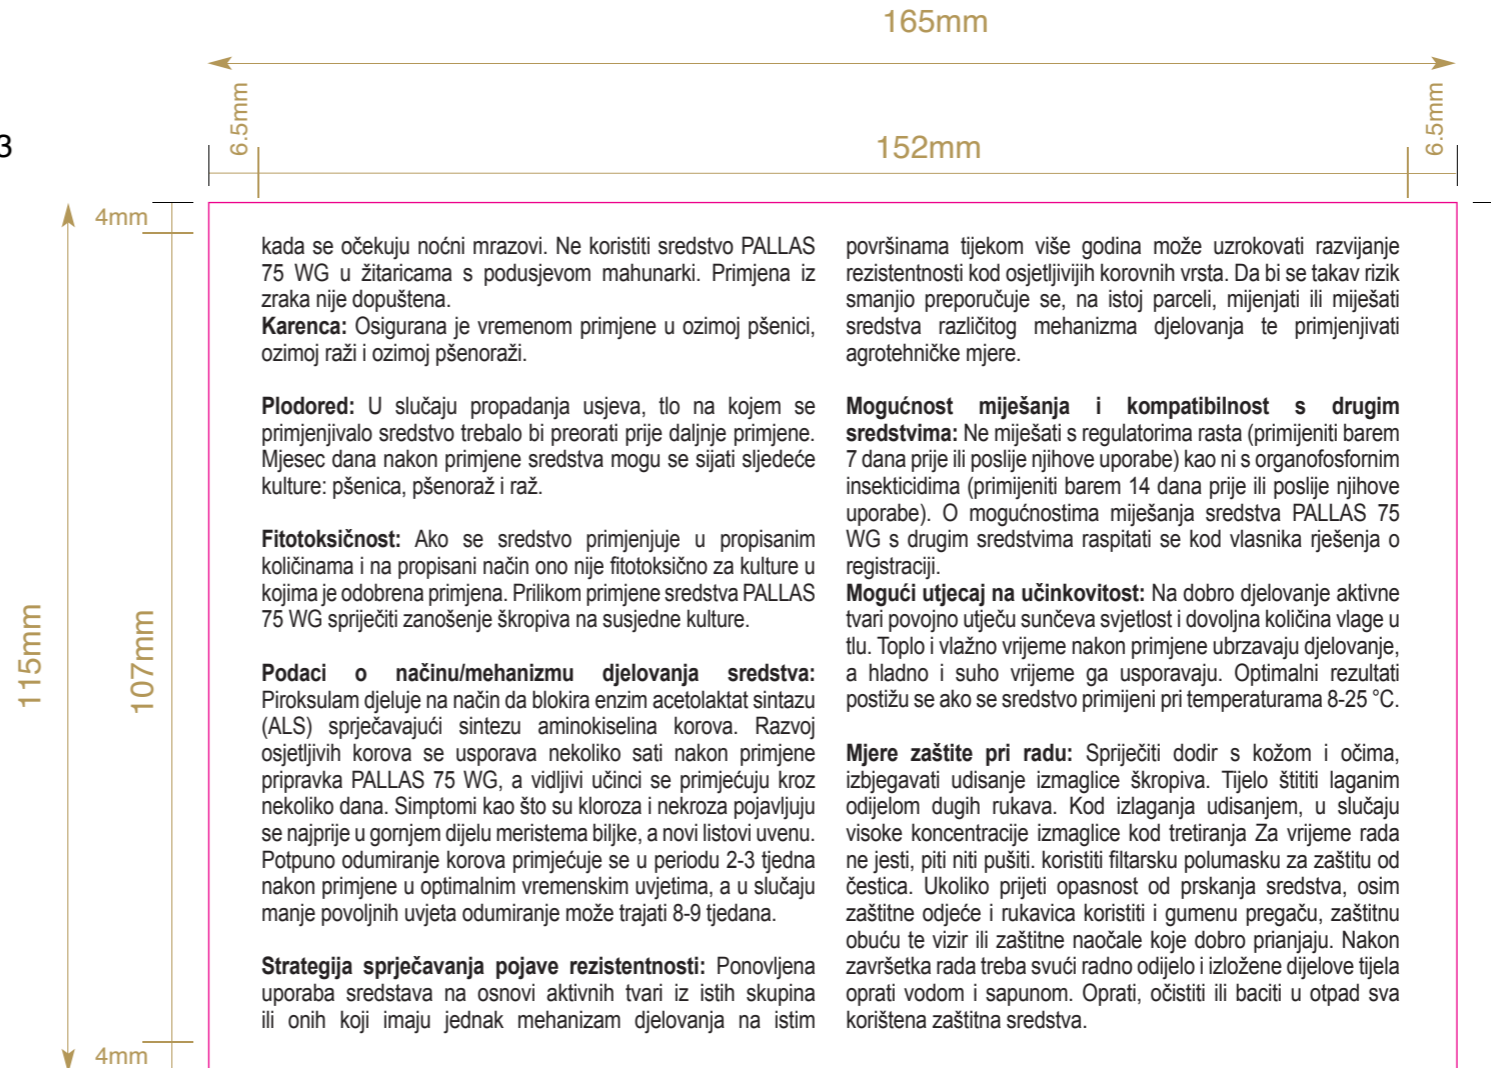 165mm
6.5mm
6.5mm
3
152mm
4mm
115mm
107mm
4mm
kada se očekuju noćni mrazovi. Ne koristiti sredstvo PALLAS
75 WG u žitaricama s podusjevom mahunarki. Primjena iz
zraka nije dopuštena.
Karenca: Osigurana je vremenom primjene u ozimoj pšenici,
ozimoj raži i ozimoj pšenoraži.
Plodored: U slučaju propadanja usjeva, tlo na kojem se
primjenjivalo sredstvo trebalo bi preorati prije daljnje primjene.
Mjesec dana nakon primjene sredstva mogu se sijati sljedeće
kulture: pšenica, pšenoraž i raž.
Fitotoksičnost: Ako se sredstvo primjenjuje u propisanim
količinama i na propisani način ono nije fitotoksično za kulture u
kojima je odobrena primjena. Prilikom primjene sredstva PALLAS
75 WG spriječiti zanošenje škropiva na susjedne kulture.
Podaci o načinu/mehanizmu djelovanja sredstva:
Piroksulam djeluje na način da blokira enzim acetolaktat sintazu
(ALS) sprječavajući sintezu aminokiselina korova. Razvoj
osjetljivih korova se usporava nekoliko sati nakon primjene
pripravka PALLAS 75 WG, a vidljivi učinci se primjećuju kroz
nekoliko dana. Simptomi kao što su kloroza i nekroza pojavljuju
se najprije u gornjem dijelu meristema biljke, a novi listovi uvenu.
Potpuno odumiranje korova primjećuje se u periodu 2-3 tjedna
nakon primjene u optimalnim vremenskim uvjetima, a u slučaju
manje povoljnih uvjeta odumiranje može trajati 8-9 tjedana.
Strategija sprječavanja pojave rezistentnosti: Ponovljena
uporaba sredstava na osnovi aktivnih tvari iz istih skupina
ili onih koji imaju jednak mehanizam djelovanja na istim
površinama tijekom više godina može uzrokovati razvijanje
rezistentnosti kod osjetljivijih korovnih vrsta. Da bi se takav rizik
smanjio preporučuje se, na istoj parceli, mijenjati ili miješati
sredstva različitog mehanizma djelovanja te primjenjivati
agrotehničke mjere.
Mogućnost miješanja i kompatibilnost s drugim
sredstvima: Ne miješati s regulatorima rasta (primijeniti barem
7 dana prije ili poslije njihove uporabe) kao ni s organofosfornim
insekticidima (primijeniti barem 14 dana prije ili poslije njihove
uporabe). O mogućnostima miješanja sredstva PALLAS 75
WG s drugim sredstvima raspitati se kod vlasnika rješenja o
registraciji.
Mogući utjecaj na učinkovitost: Na dobro djelovanje aktivne
tvari povojno utječu sunčeva svjetlost i dovoljna količina vlage u
tlu. Toplo i vlažno vrijeme nakon primjene ubrzavaju djelovanje,
a hladno i suho vrijeme ga usporavaju. Optimalni rezultati
postižu se ako se sredstvo primijeni pri temperaturama 8-25 °C.
Mjere zaštite pri radu: Spriječiti dodir s kožom i očima,
izbjegavati udisanje izmaglice škropiva. Tijelo štititi laganim
odijelom dugih rukava. Kod izlaganja udisanjem, u slučaju
visoke koncentracije izmaglice kod tretiranja Za vrijeme rada
ne jesti, piti niti pušiti. koristiti filtarsku polumasku za zaštitu od
čestica. Ukoliko prijeti opasnost od prskanja sredstva, osim
zaštitne odjeće i rukavica koristiti i gumenu pregaču, zaštitnu
obuću te vizir ili zaštitne naočale koje dobro prianjaju. Nakon
završetka rada treba svući radno odijelo i izložene dijelove tijela
oprati vodom i sapunom. Oprati, očistiti ili baciti u otpad sva
korištena zaštitna sredstva.